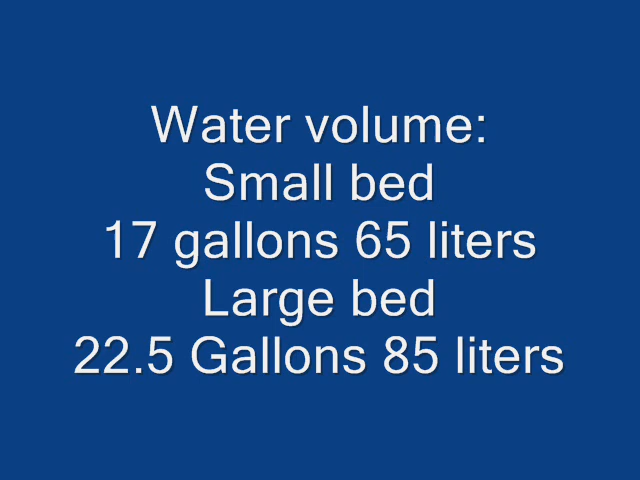 Water volume:
Small bed
17 gallons 65 liters
Large bed
22.5 Gallons 85 liters